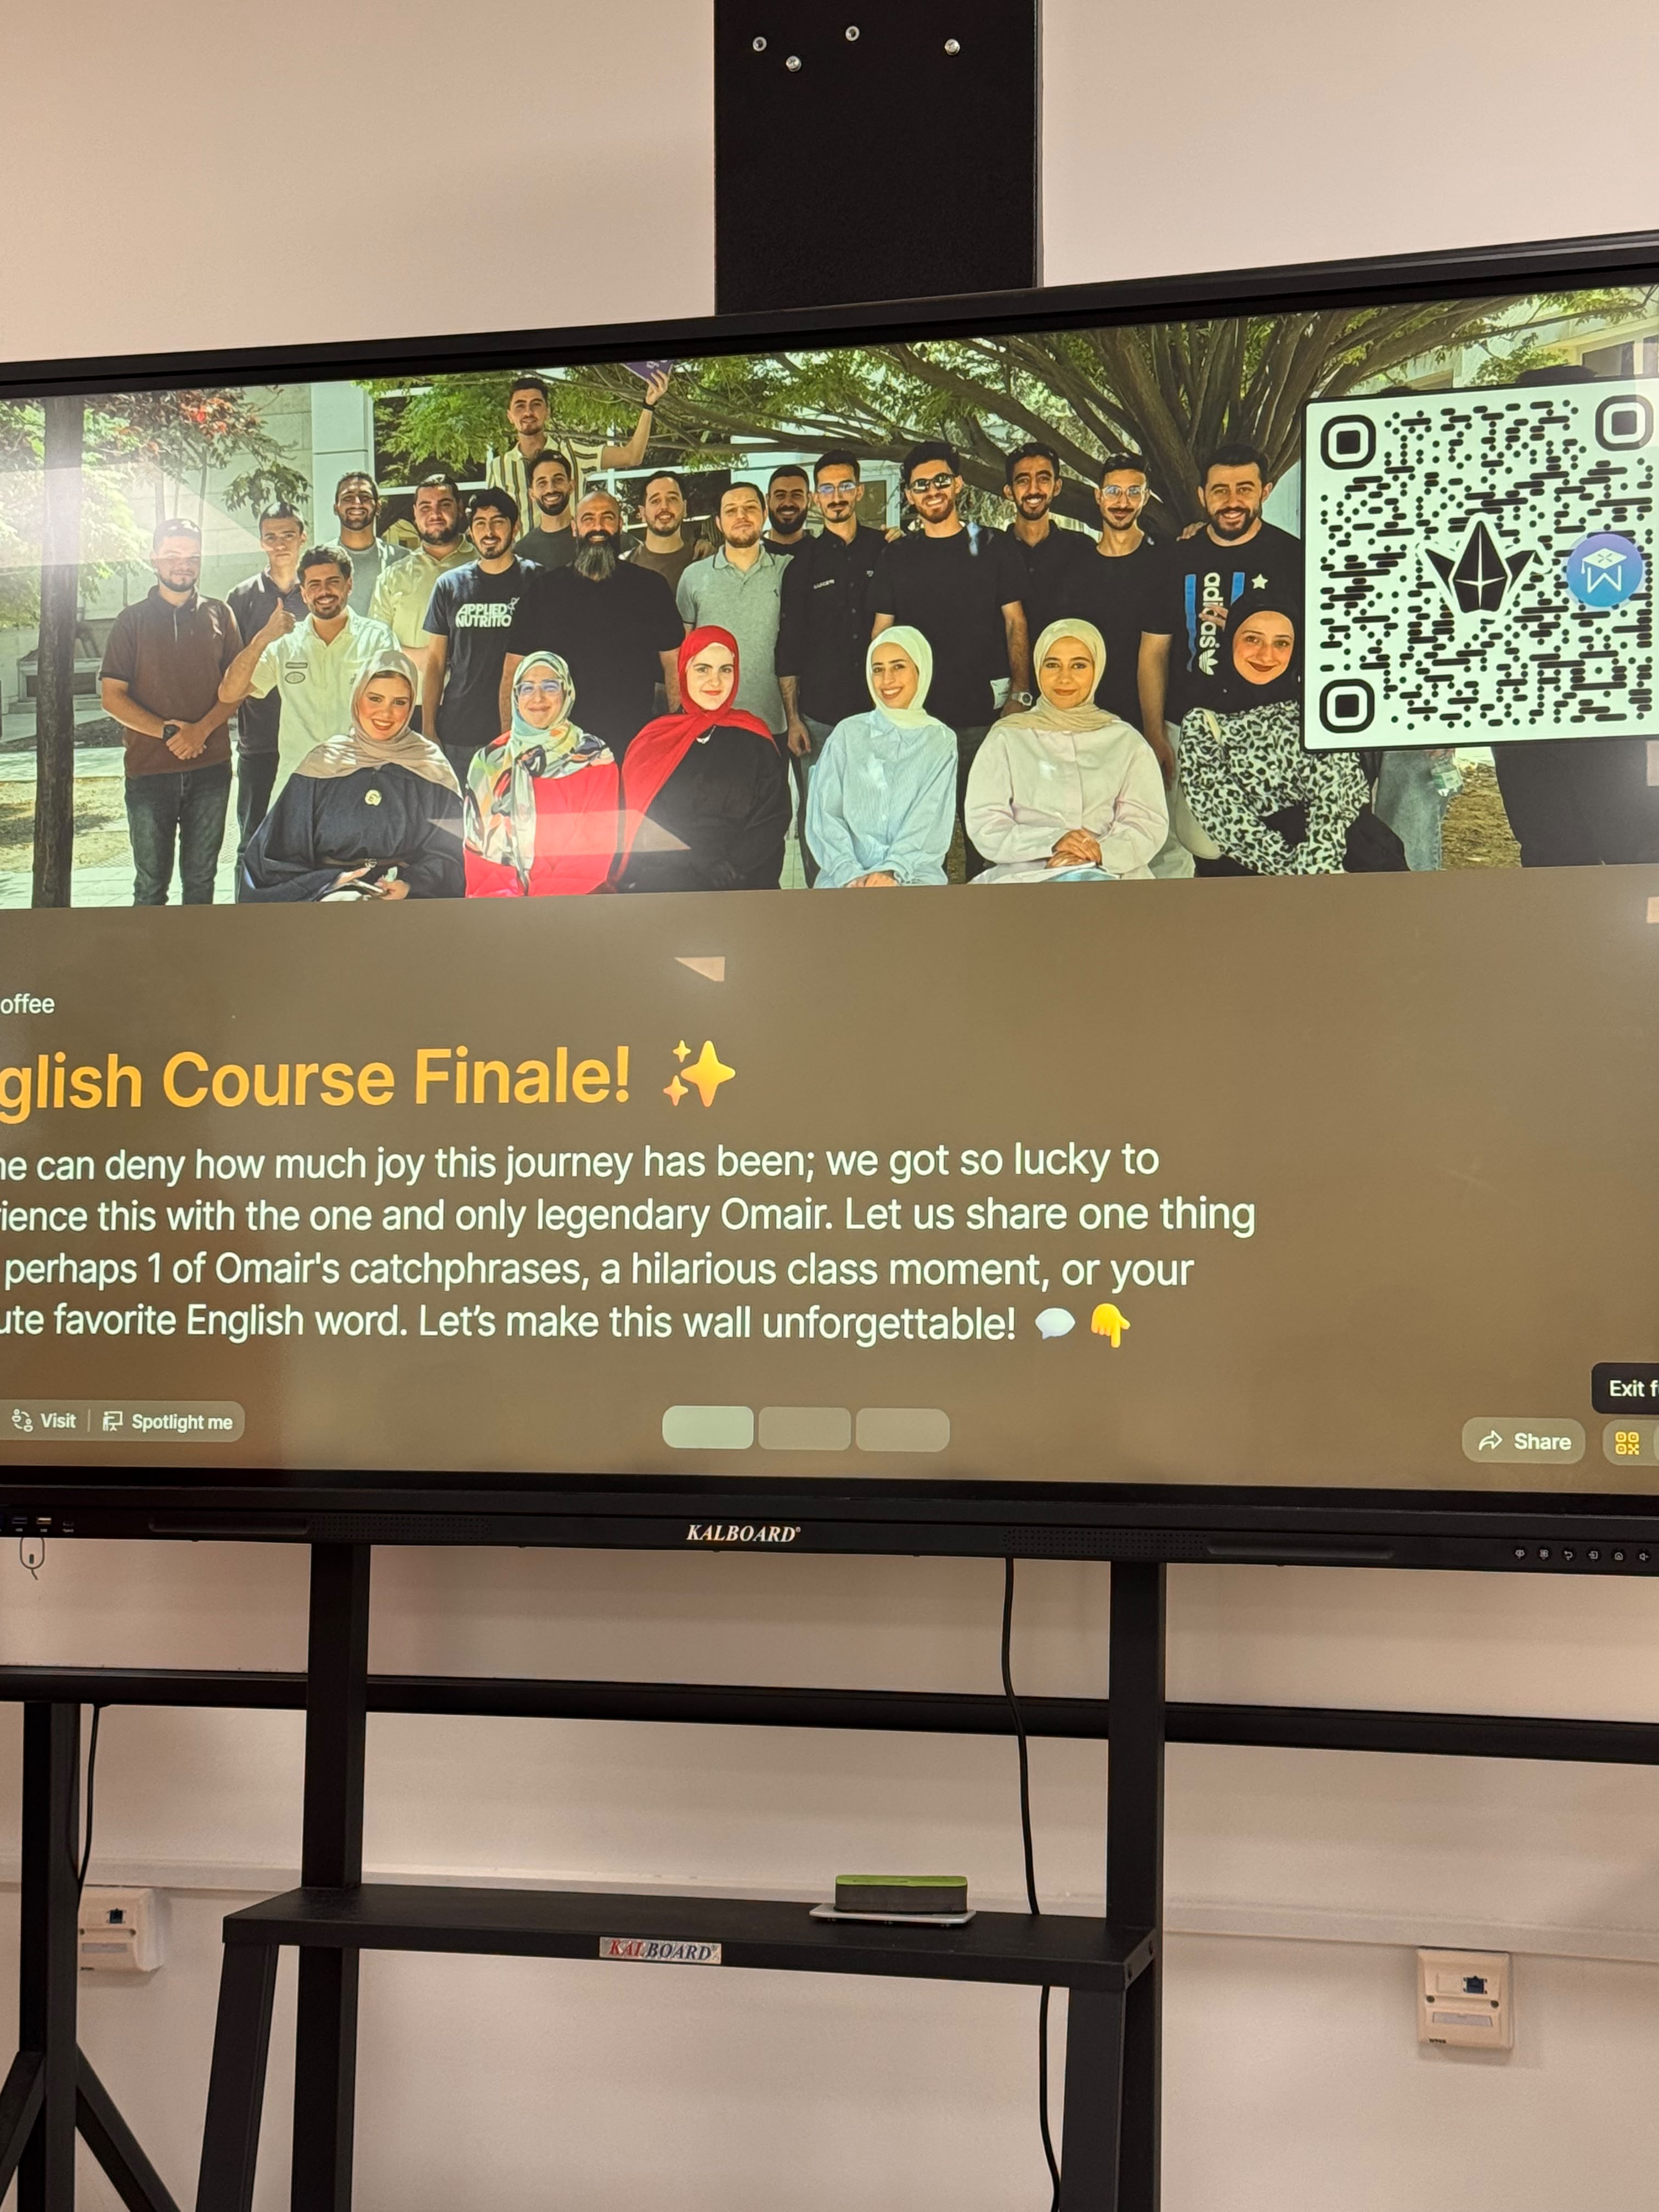 APPLIED
NUTRITIO
adidas
offee
glish Course Finale! ✨
ne can deny how much joy this journey has been; we got so lucky to
rience this with the one and only legendary Omair. Let us share one thing
perhaps 1 of Omair's catchphrases, a hilarious class moment, or your
ute favorite English word. Let's make this wall unforgettable! 💬 👇
Visit | Spotlight me
Exit f
Share
KALBOARD®
KALBOARD®